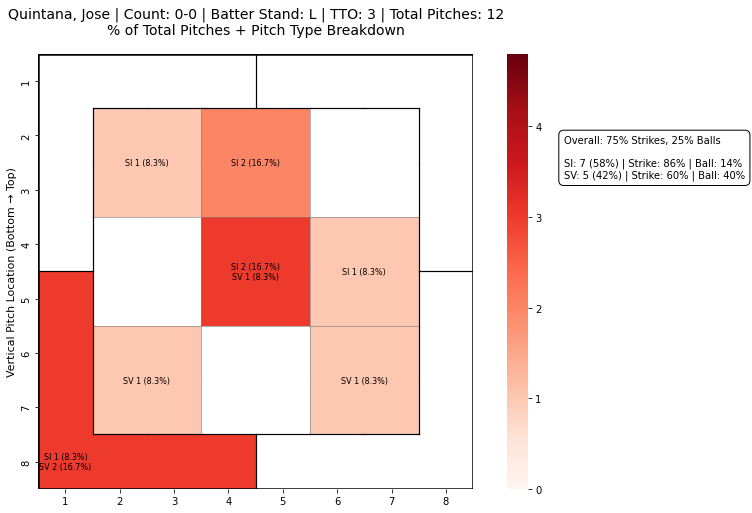 Quintana, Jose | Count: 0-0 | Batter Stand: L | TTO: 3 | Total Pitches: 12
% of Total Pitches + Pitch Type Breakdown
Vertical Pitch Location (Bottom → Top)
1
2
3
4
5
6
7
8
SI 1 (8.3%)
SI 2 (16.7%)
SI 2 (16.7%)
SV 1 (8.3%)
SI 1 (8.3%)
SV 1 (8.3%)
SV 1 (8.3%)
SI 1 (8.3%)
SV 2 (16.7%)
1
2
3
4
5
6
7
8
4
3
2
1
0
Overall: 75% Strikes, 25% Balls
SI: 7 (58%) | Strike: 86% | Ball: 14%
SV: 5 (42%) | Strike: 60% | Ball: 40%